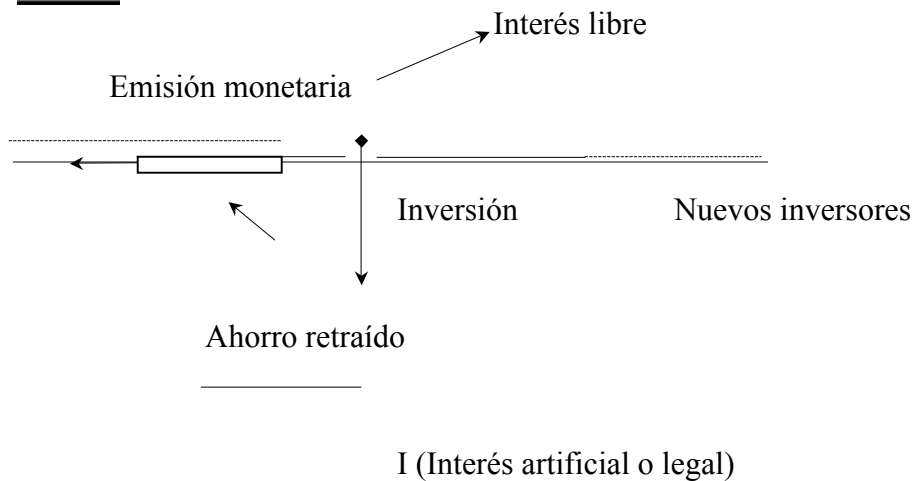 Interés libre
Emisión monetaria
Inversión
Nuevos inversores
Ahorro retraído
I (Interés artificial o legal)